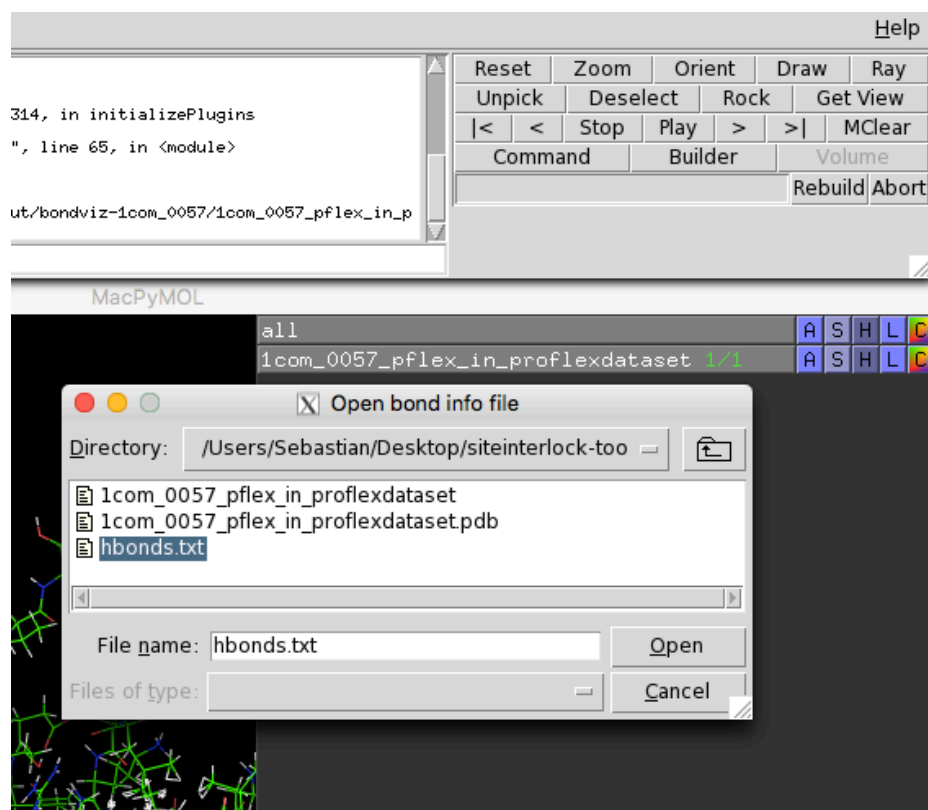 Help
314, in initializePlugins
", line 65, in <module>
ut/bondviz-1com_0057/1com_0057_pflex_in_p
Reset Zoom Orient Draw Ray
Unpick Deselect Rock Get View
|< < Stop Play > >| MClear
Command Builder Volume
Rebuild Abort
MacPyMOL
all A S H L C
1com_0057_pflex_in_proflexdataset 1/1 A S H L C
X Open bond info file
Directory: /Users/Sebastian/Desktop/siteinterlock-too
1com_0057_pflex_in_proflexdataset
1com_0057_pflex_in_proflexdataset.pdb
hbonds.txt
File name: hbonds.txt Open
Files of type: Cancel